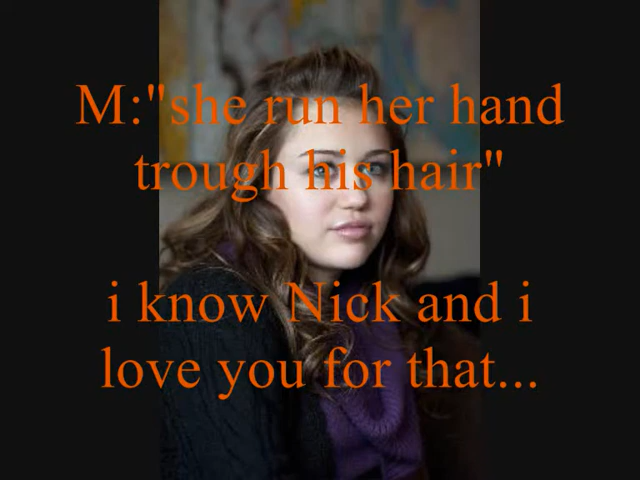 M:"she run her hand
trough his hair"
i know Nick and i
love you for that...